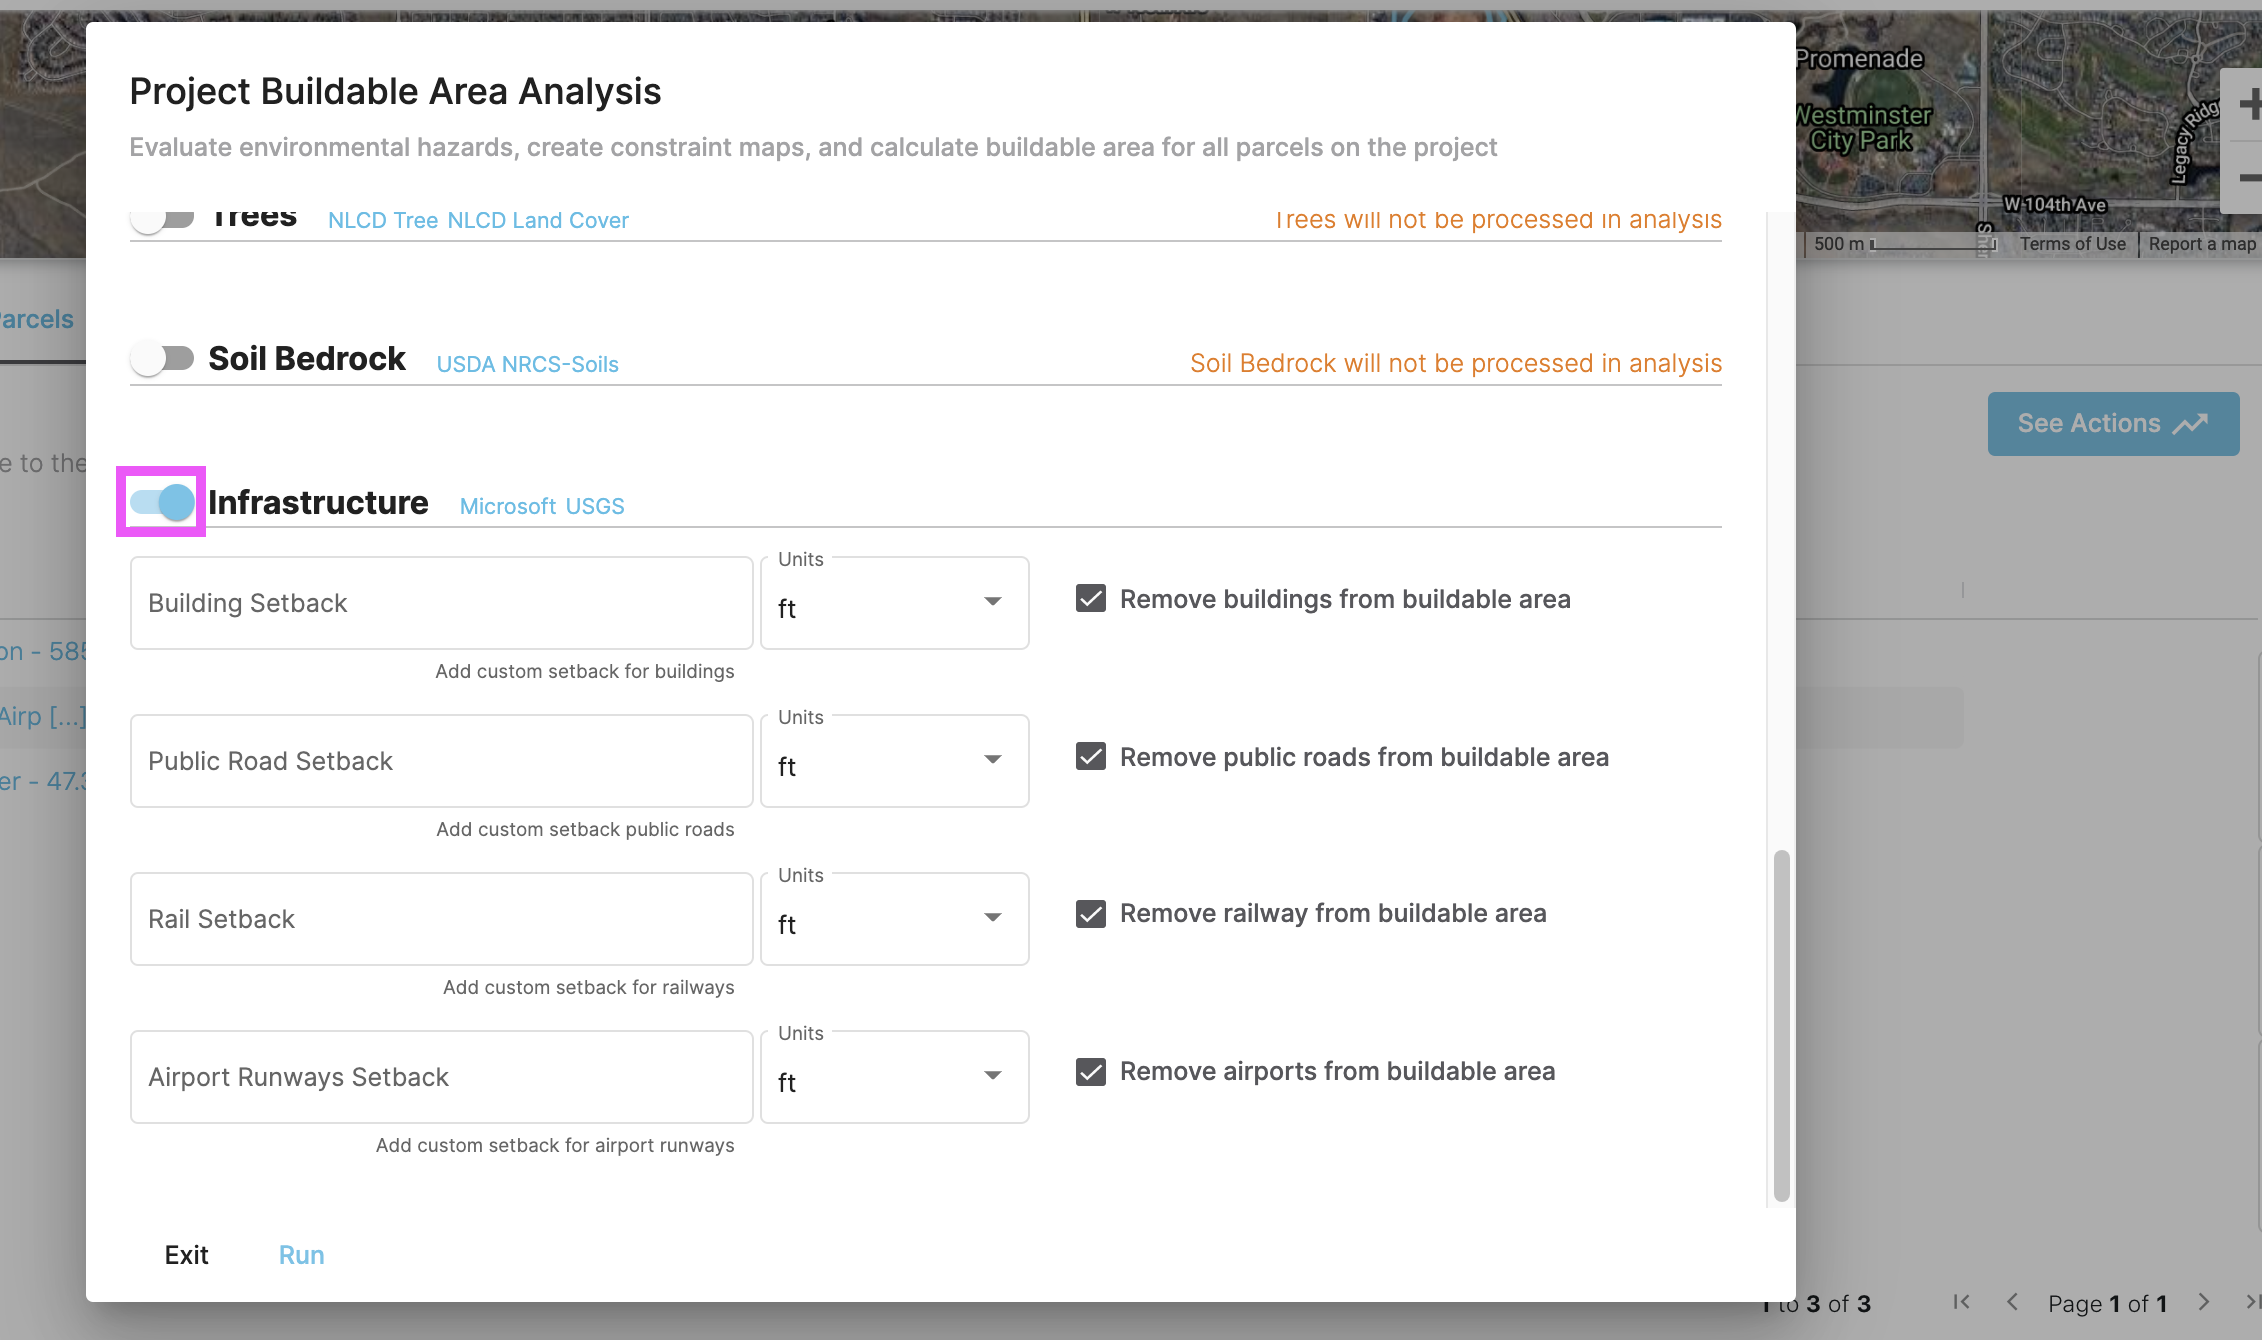 Project Buildable Area Analysis
Evaluate environmental hazards, create constraint maps, and calculate buildable area for all parcels on the project
Trees NLCD Tree NLCD Land Cover Trees will not be processed in analysis
Soil Bedrock USDA NRCS-Soils Soil Bedrock will not be processed in analysis
Infrastructure Microsoft USGS
Units
Building Setback ft Remove buildings from buildable area
Add custom setback for buildings
Units
Public Road Setback ft Remove public roads from buildable area
Add custom setback public roads
Units
Rail Setback ft Remove railway from buildable area
Add custom setback for railways
Units
Airport Runways Setback ft Remove airports from buildable area
Add custom setback for airport runways
Exit Run
Promenade
Westminster
City Park
Legacy Ridg
W 104th Ave
500 m Terms of Use Report a map
arcels
See Actions
e to the
on - 585
Airp [...]
er - 47.3
1 to 3 of 3 Page 1 of 1